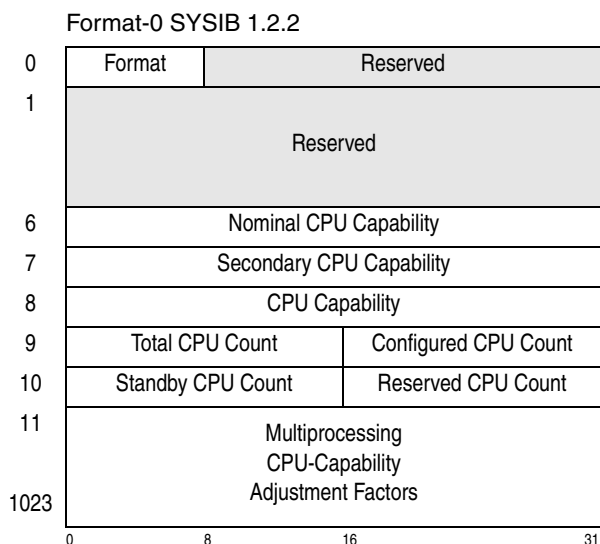 Format-0 SYSIB 1.2.2
0 Format Reserved
1
Reserved
6 Nominal CPU Capability
7 Secondary CPU Capability
8 CPU Capability
9 Total CPU Count Configured CPU Count
10 Standby CPU Count Reserved CPU Count
11
Multiprocessing
CPU-Capability
Adjustment Factors
1023
0 8 16 31